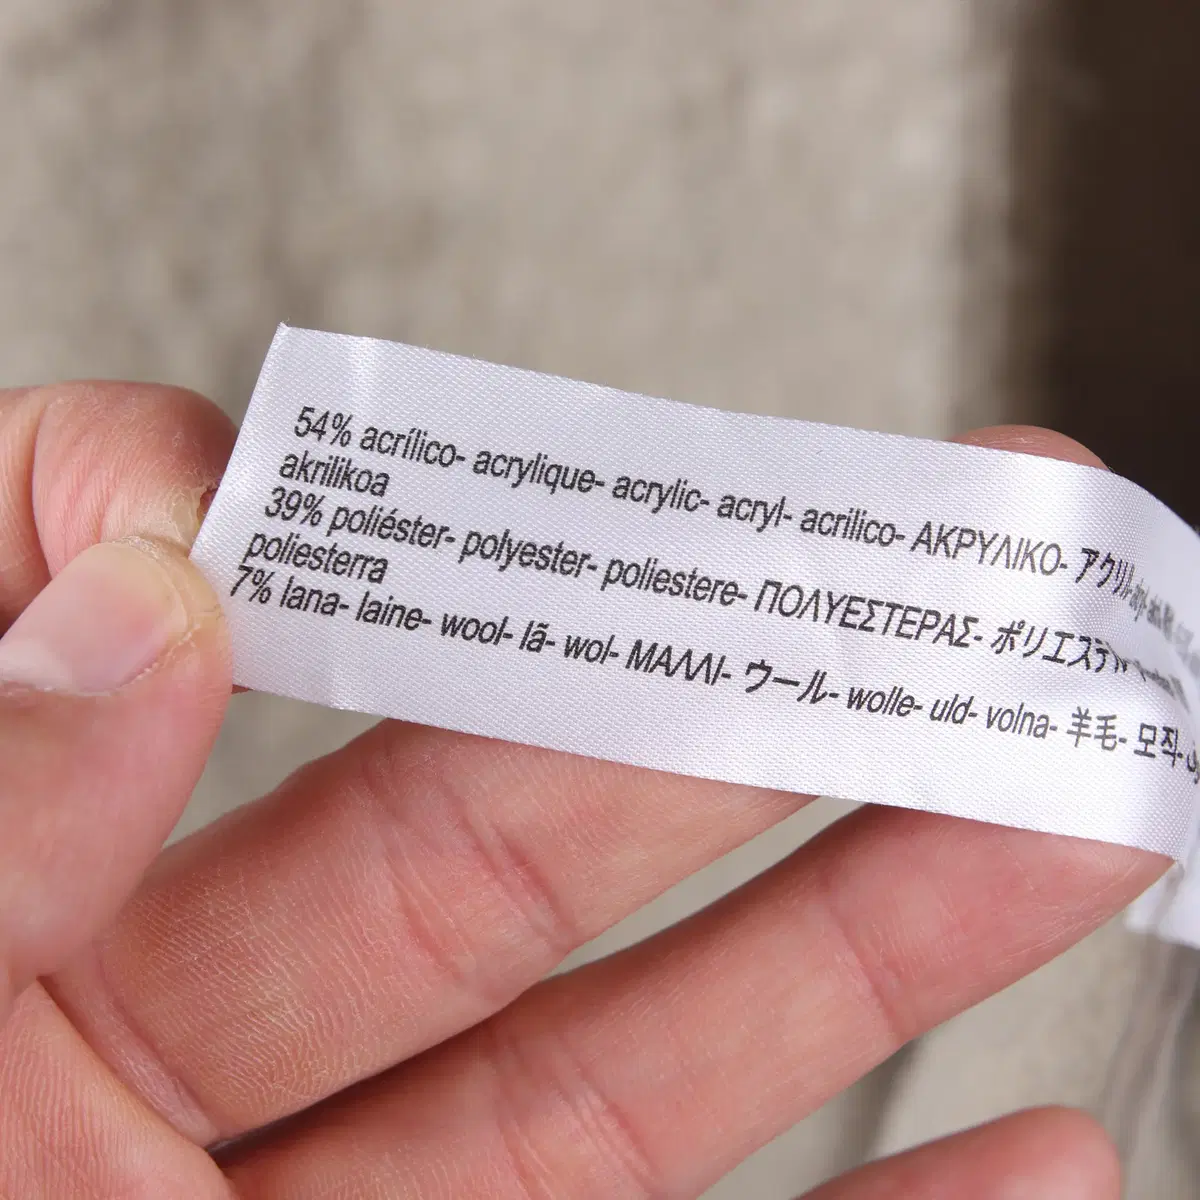 54% acrílico- acrylique- acrylic- acryl- acrilico- ΑΚΡΥΛΙΚΟ- アクリル-
akrilikoa
39% poliéster- polyester- poliestere- ΠΟΛΥΕΣΤΕΡΑΣ- ポリエステル-
poliesterra
7% lana- laine- wool- lã- wol- ΜΑΛΛΙ- ウール- wolle- uld- volna- 羊毛- 모직-